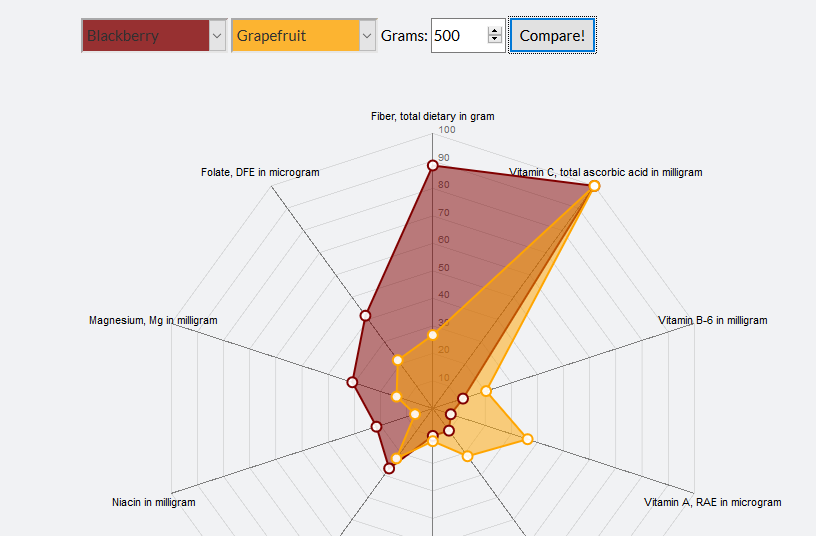 Blackberry Grapefruit Grams: 500 Compare!
Fiber, total dietary in gram
100
90
Folate, DFE in microgram Vitamin C, total ascorbic acid in milligram
80
70
60
50
40
30
Magnesium, Mg in milligram Vitamin B-6 in milligram
20
10
Niacin in milligram Vitamin A, RAE in microgram